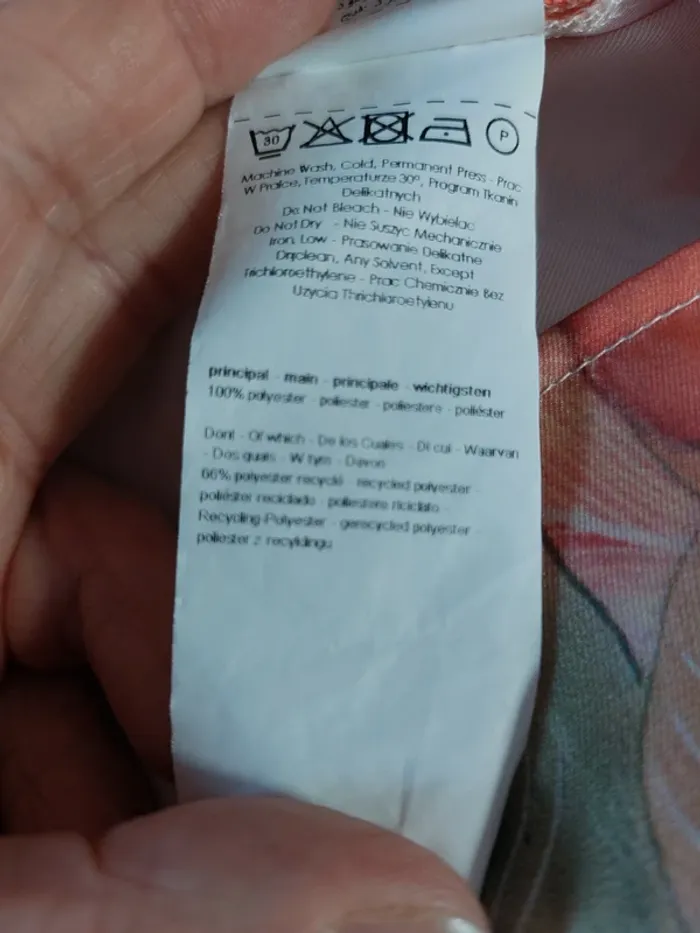 30
P
Machine Wash, Cold, Permanent Press - Prac
W Pralce, Temperaturze 30°, Program Tkanin
Delikatnych
Do Not Bleach - Nie Wybielac
Do Not Dry - Nie Suszyc Mechanicznie
Iron, Low - Prasowanie Delikatne
Dryclean, Any Solvent, Except
Trichloroethylene - Prac Chemicznie Bez
Uzycia Thrichloroetylenu
principal - main - principale - wichtigsten
100% polyester - poliester - poliestere - poliéster
Dont - Of which - De los Cuales - Di cui - Waarvan
- Dos quais - W tym - Davon
66% polyester recyclé - recycled polyester -
poliéster reciclado - poliestere riciclato -
Recycling-Polyester - gerecycled polyester -
poliester z recyklingu